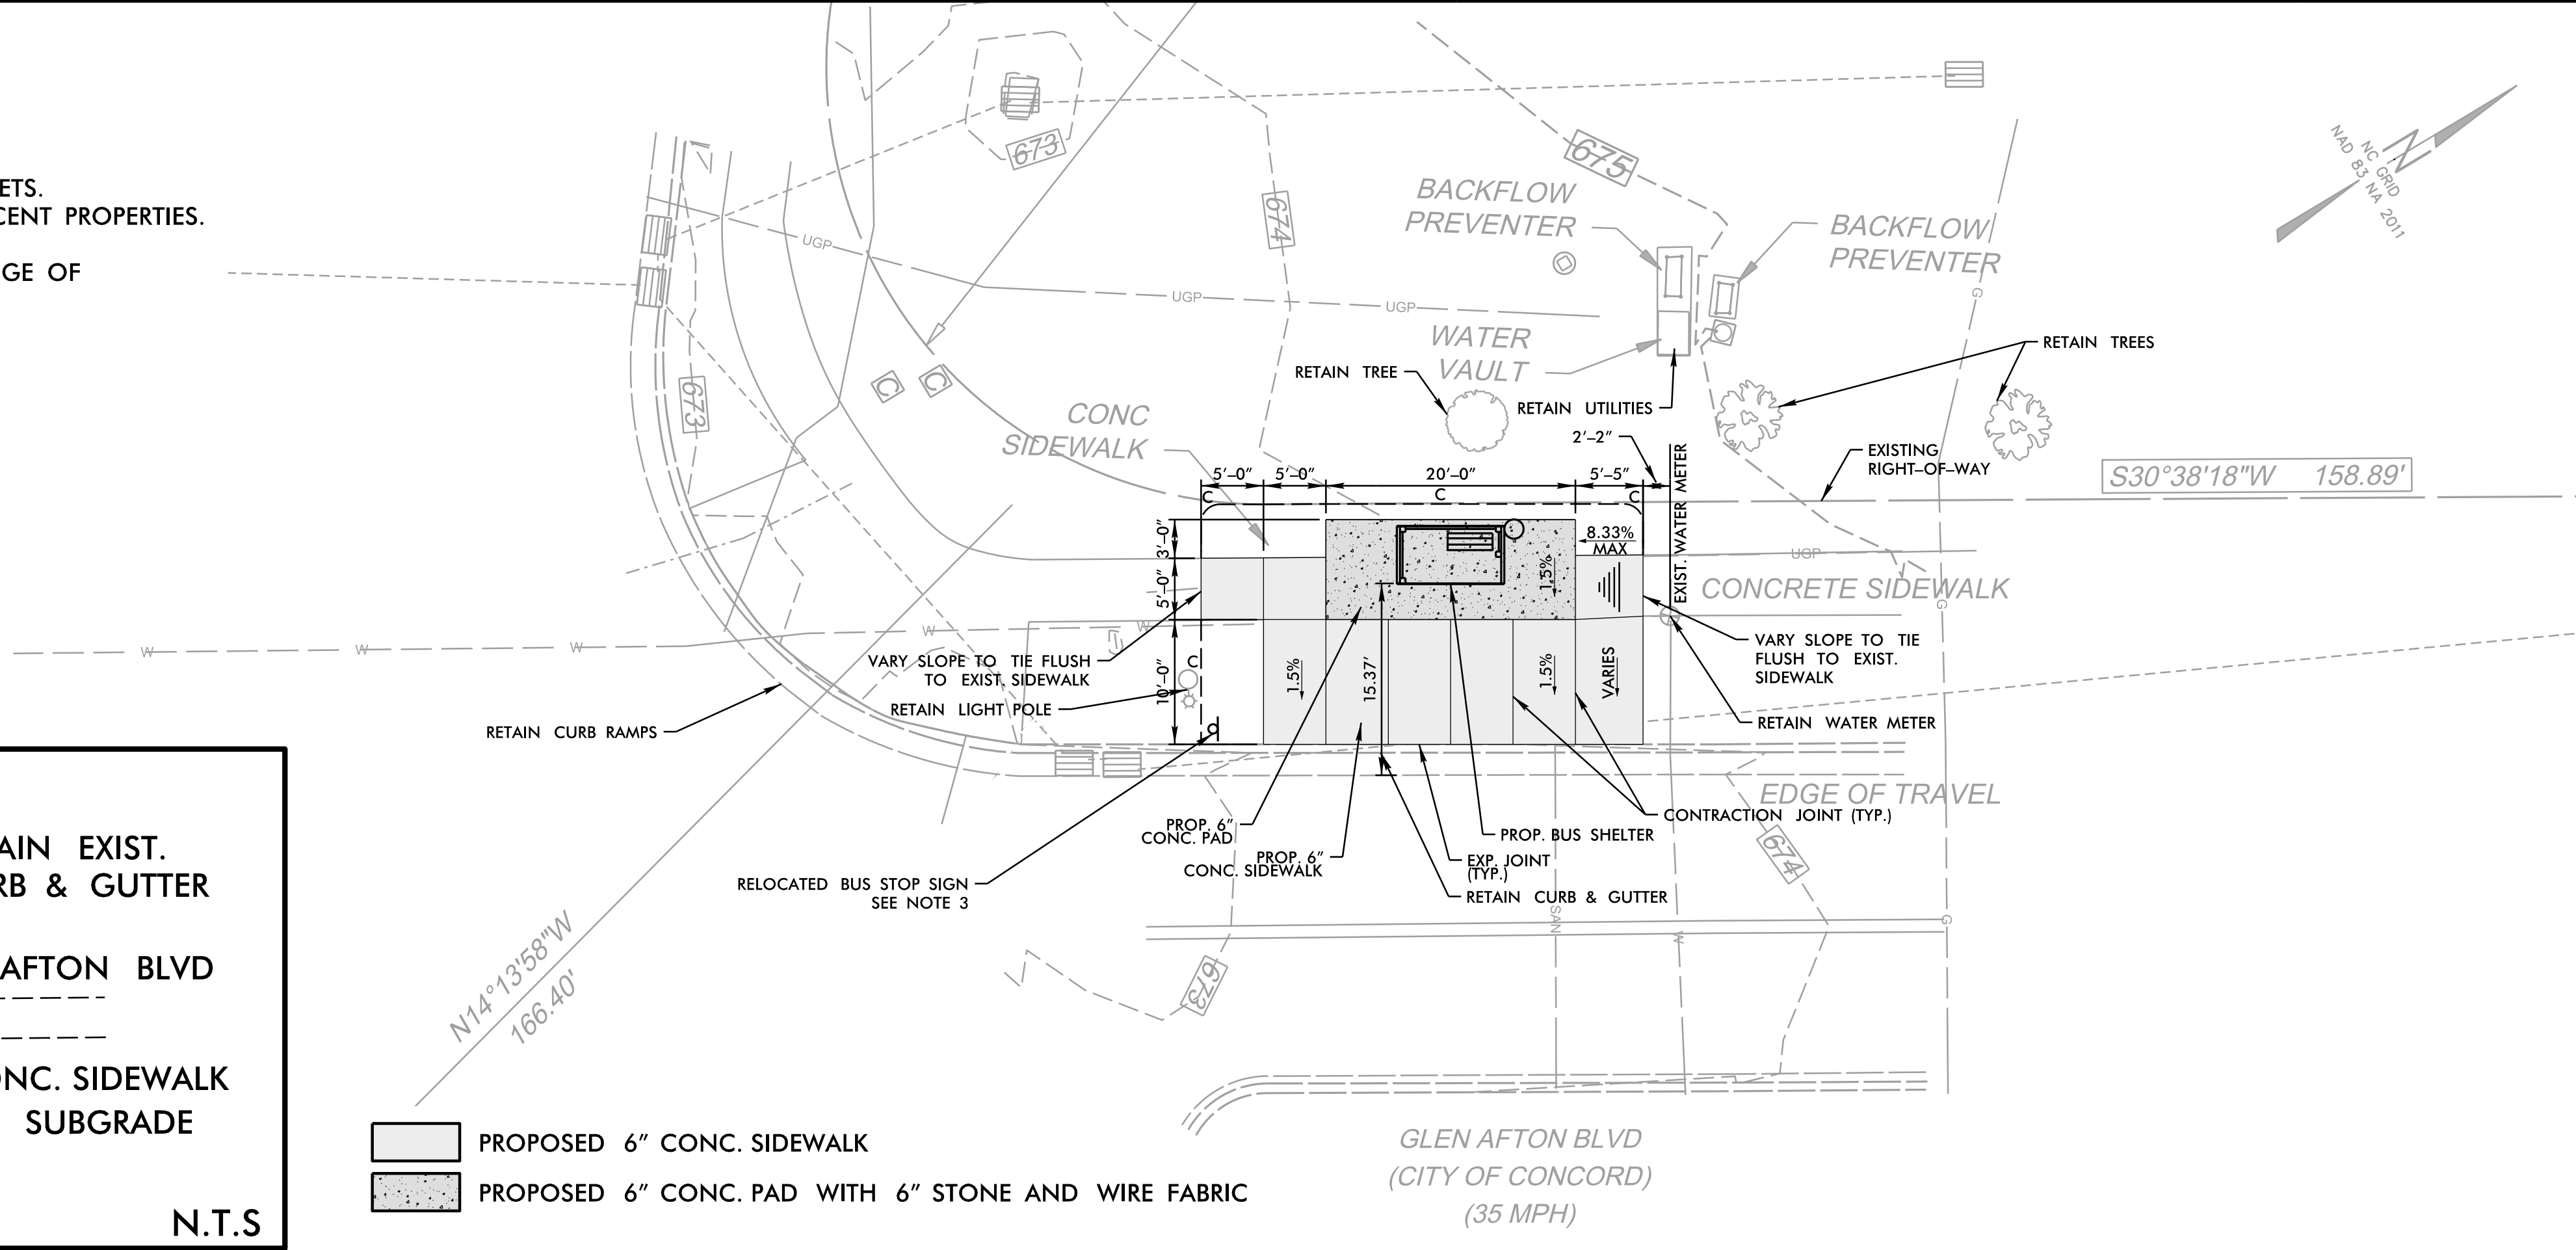 ETS.
CENT PROPERTIES.
GE OF
673
674
675
BACKFLOW
PREVENTER
BACKFLOW
PREVENTER
NC GRID
NAD 83 NA 2011
UGP
UGP
UGP
G
WATER
VAULT
RETAIN TREE
RETAIN TREES
RETAIN UTILITIES
673
C
C
CONC
SIDEWALK
2'-2"
EXISTING
RIGHT-OF-WAY
S30°38'18"W 158.89'
5'-0"
5'-0"
20'-0"
5'-5"
C
C
C
EXIST. WATER METER
3'-0"
5'-0"
10'-0"
8.33%
MAX
1.5%
UGP
CONCRETE SIDEWALK
G
W
W
W
W
W
VARY SLOPE TO TIE FLUSH
TO EXIST. SIDEWALK
C
RETAIN LIGHT POLE
RETAIN CURB RAMPS
1.5%
15.37'
1.5%
VARIES
VARY SLOPE TO TIE
FLUSH TO EXIST.
SIDEWALK
RETAIN WATER METER
EDGE OF TRAVEL
CONTRACTION JOINT (TYP.)
PROP. 6"
CONC. PAD
PROP. BUS SHELTER
PROP. 6"
CONC. SIDEWALK
EXP. JOINT
(TYP.)
RETAIN CURB & GUTTER
RELOCATED BUS STOP SIGN
SEE NOTE 3
674
SAN
W
G
673
N14°13'58"W
166.40'
AIN EXIST.
RB & GUTTER
AFTON BLVD
ONC. SIDEWALK
SUBGRADE
N.T.S
PROPOSED 6" CONC. SIDEWALK
PROPOSED 6" CONC. PAD WITH 6" STONE AND WIRE FABRIC
GLEN AFTON BLVD
(CITY OF CONCORD)
(35 MPH)